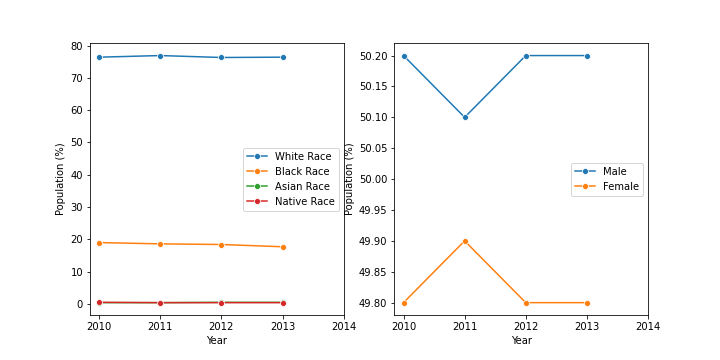 80
70
60
50
40
30
20
10
0
Population (%)
2010 2011 2012 2013 2014
Year
White Race
Black Race
Asian Race
Native Race
50.20
50.15
50.10
50.05
50.00
49.95
49.90
49.85
49.80
Population (%)
2010 2011 2012 2013 2014
Year
Male
Female